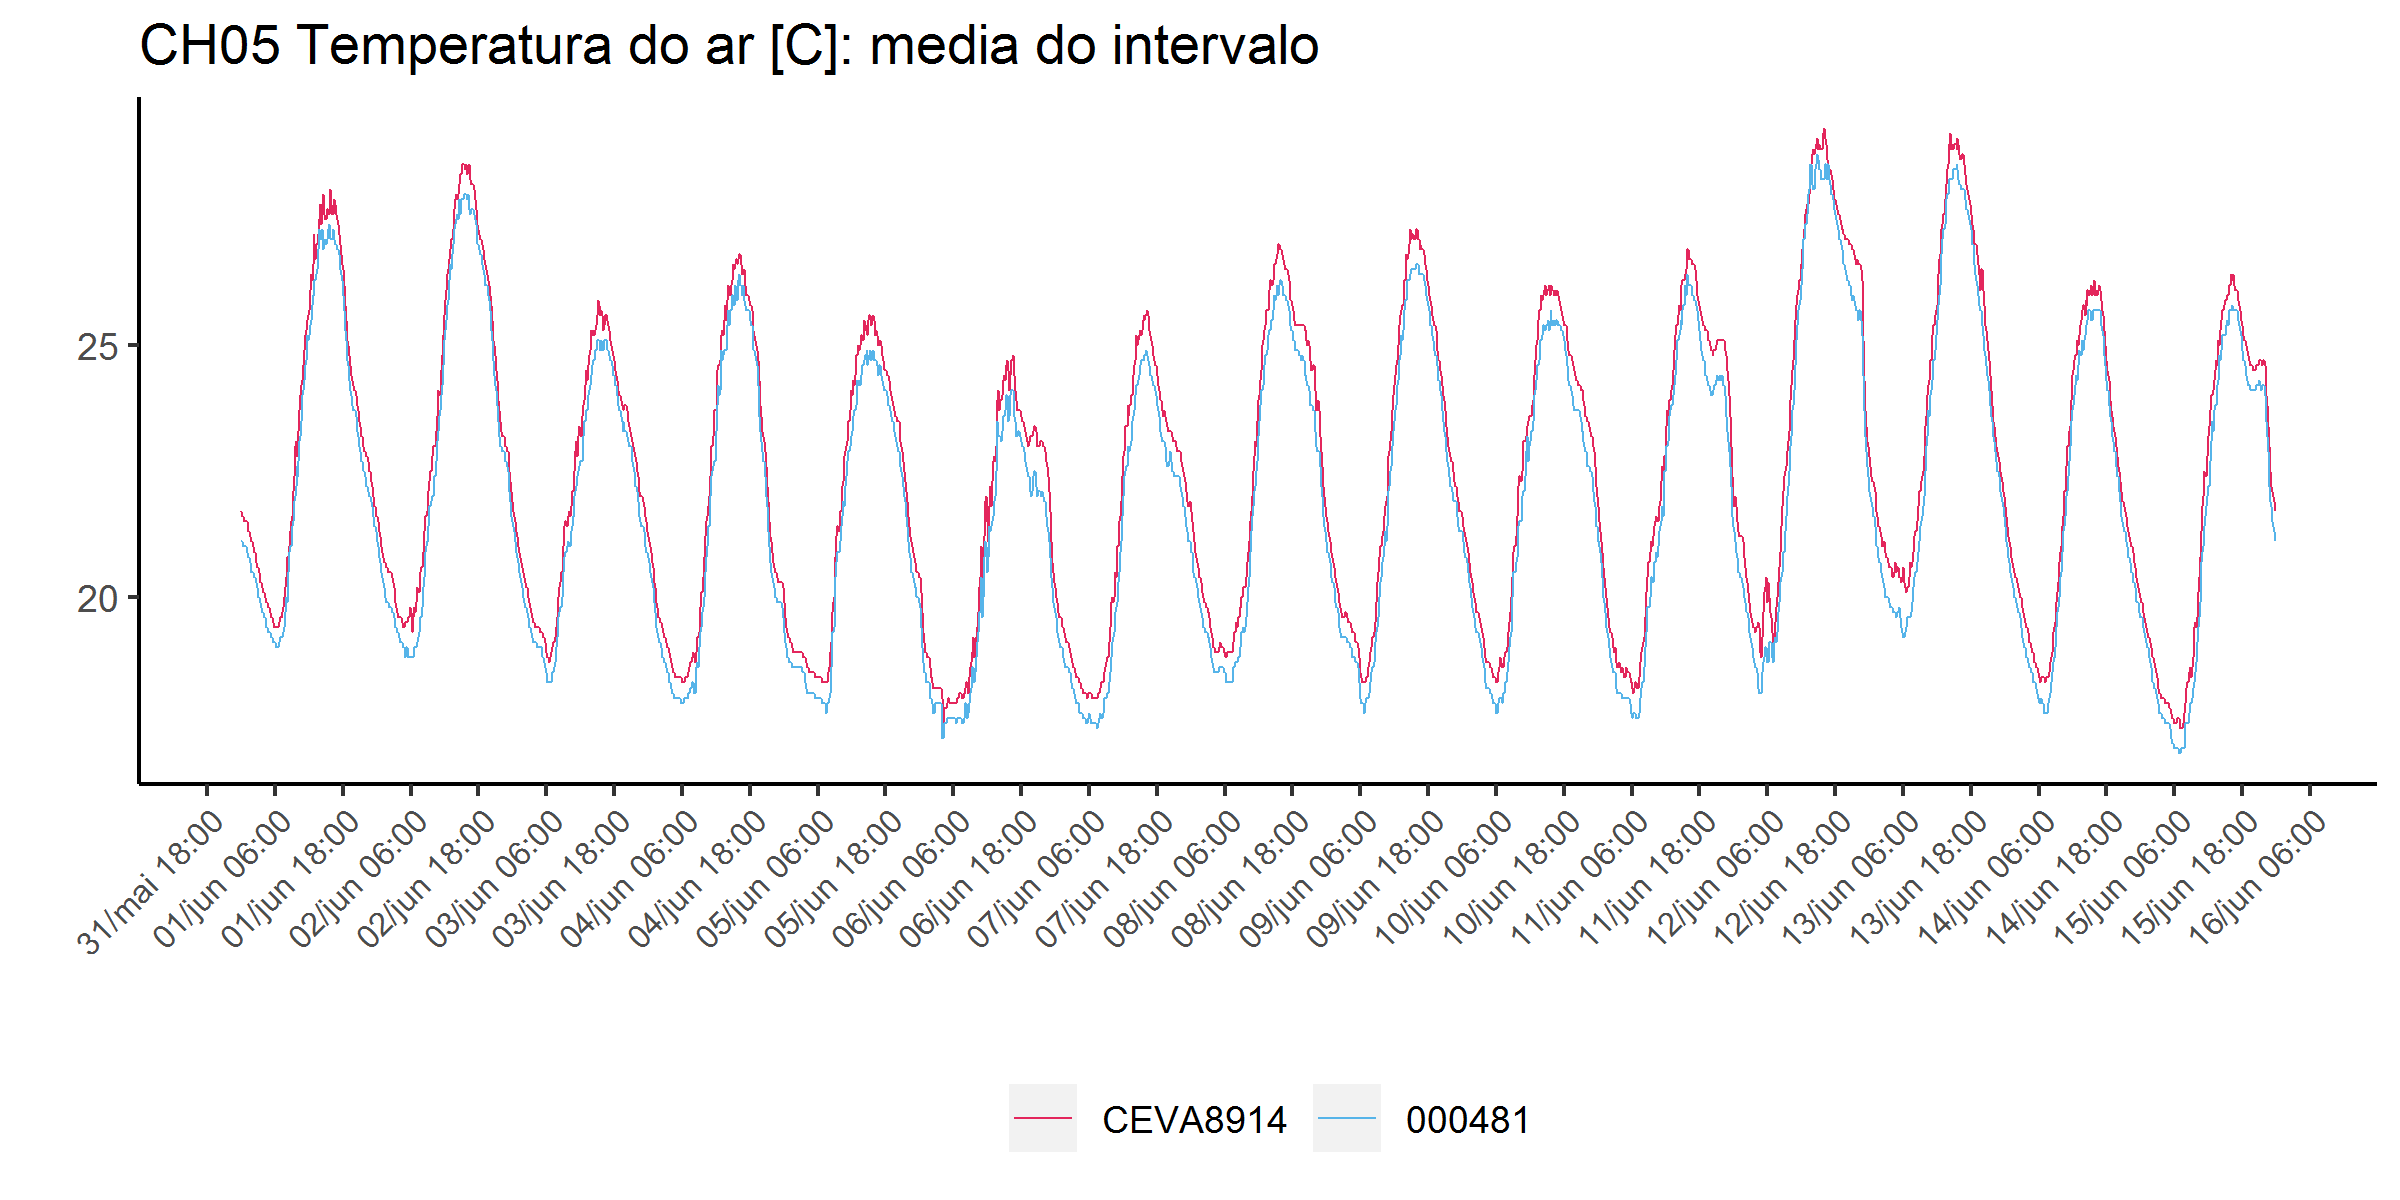 CH05 Temperatura do ar [C]: media do intervalo
25
20
31/mai 18:00
01/jun 06:00
01/jun 18:00
02/jun 06:00
02/jun 18:00
03/jun 06:00
03/jun 18:00
04/jun 06:00
04/jun 18:00
05/jun 06:00
05/jun 18:00
06/jun 06:00
06/jun 18:00
07/jun 06:00
07/jun 18:00
08/jun 06:00
08/jun 18:00
09/jun 06:00
09/jun 18:00
10/jun 06:00
10/jun 18:00
11/jun 06:00
11/jun 18:00
12/jun 06:00
12/jun 18:00
13/jun 06:00
13/jun 18:00
14/jun 06:00
14/jun 18:00
15/jun 06:00
15/jun 18:00
16/jun 06:00
CEVA8914
000481